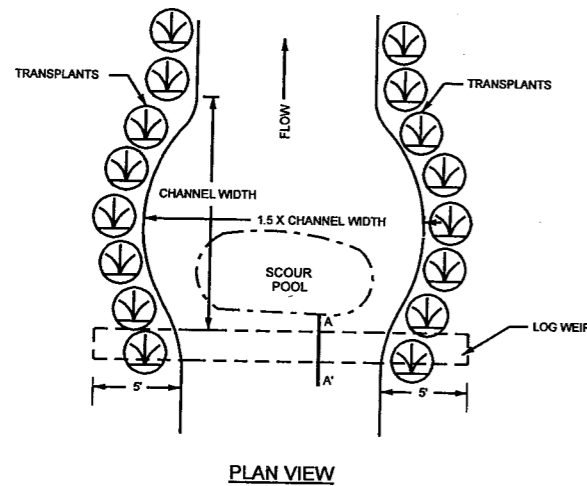 TRANSPLANTS
TRANSPLANTS
FLOW
CHANNEL WIDTH
1.5 X CHANNEL WIDTH
SCOUR
POOL
A
LOG WEIR
A'
5'
5'
PLAN VIEW